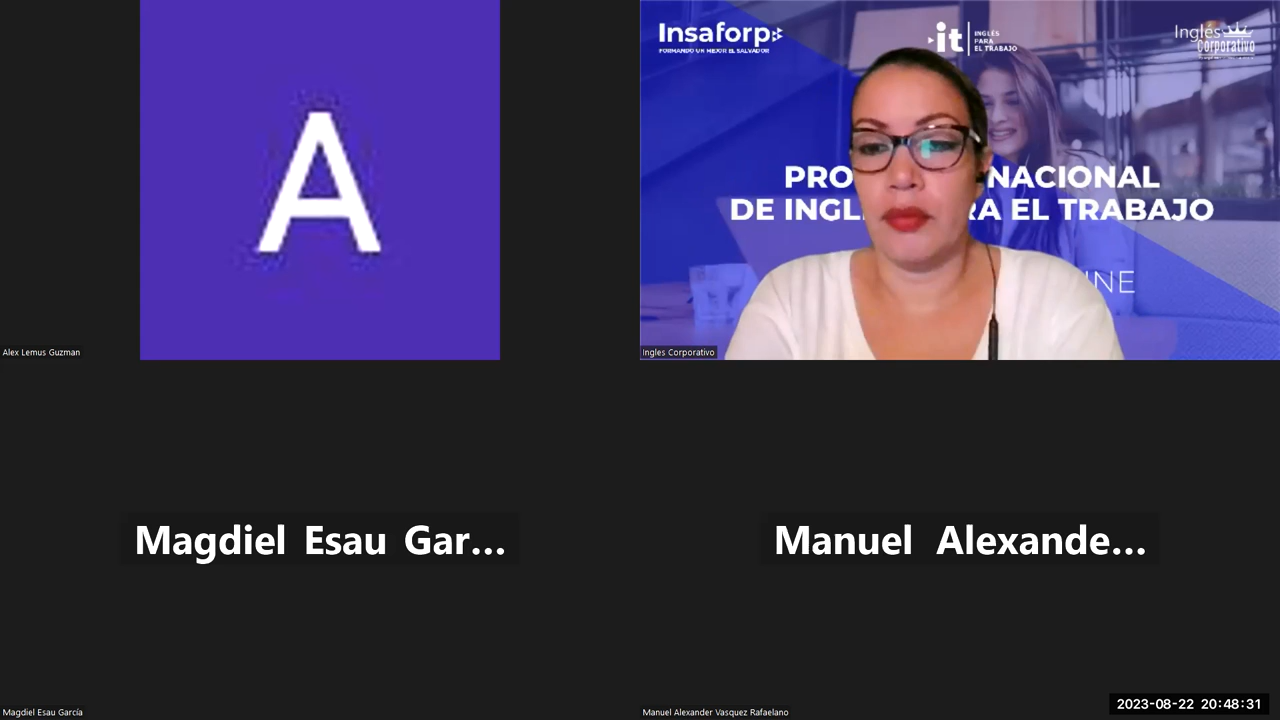 A
Alex Lemus Guzman
Insaforp
FORMANDO UN MEJOR EL SALVADOR
it
INGLÉS
PARA
EL TRABAJO
Inglés
Corporativo
PRO NACIONAL
DE INGL RA EL TRABAJO
INE
Ingles Corporativo
Magdiel Esau Gar...
Magdiel Esau García
Manuel Alexande...
Manuel Alexander Vasquez Rafaelano
2023-08-22 20:48:31